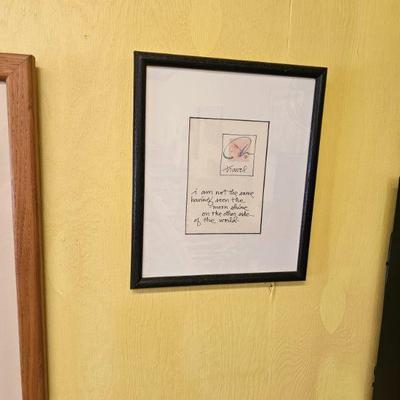 travel
i am not the same,
having seen the
moon shine
on the other side
of the world.